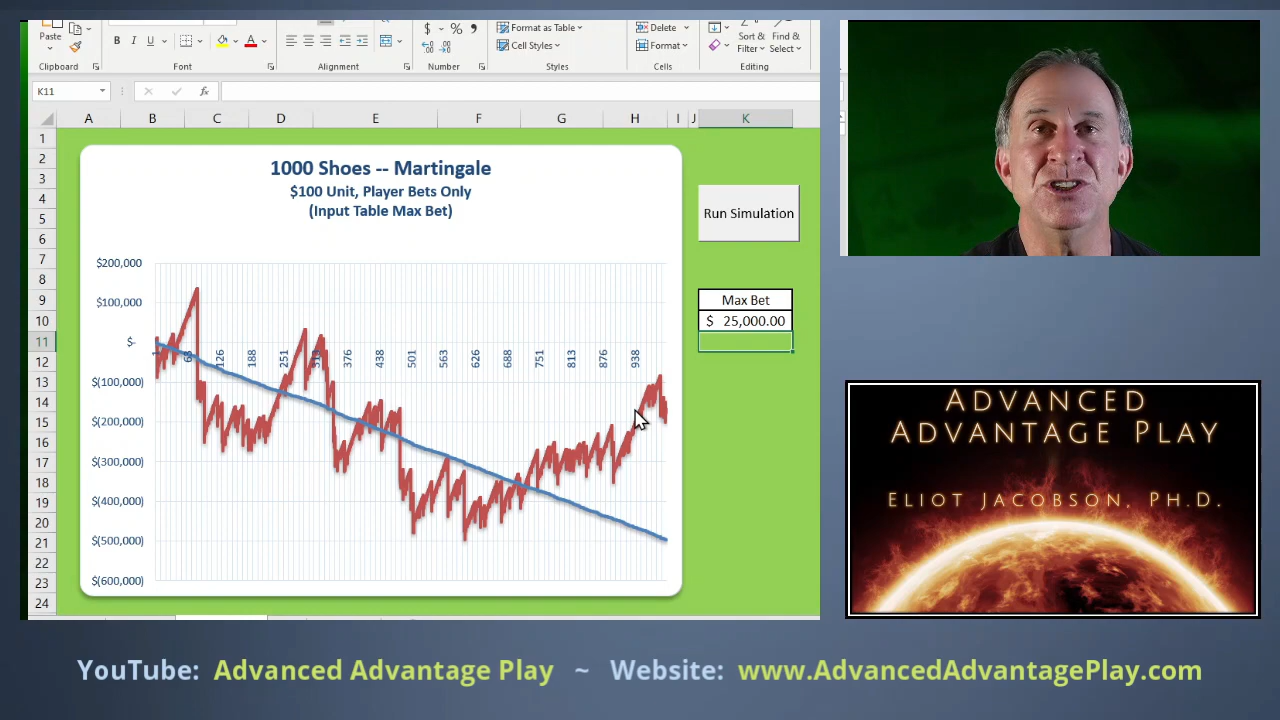 Paste
B I U
A
$ % 9
Format as Table
Cell Styles
Delete
Format
Sort & Find &
Filter Select
Clipboard
Font
Alignment
Number
Styles
Cells
Editing
K11
fx
A B C D E F G H I J K
1
2
3
4
5
6
7
8
9
10
11
12
13
14
15
16
17
18
19
20
21
22
23
24
1000 Shoes -- Martingale
$100 Unit, Player Bets Only
(Input Table Max Bet)
$200,000
$100,000
$-
$(100,000)
$(200,000)
$(300,000)
$(400,000)
$(500,000)
$(600,000)
1 63 126 188 251 313 376 438 501 563 626 688 751 813 876 938
Run Simulation
Max Bet
$ 25,000.00
ADVANCED
ADVANTAGE PLAY
ELIOT JACOBSON, PH.D.
YouTube: Advanced Advantage Play ~ Website: www.AdvancedAdvantagePlay.com